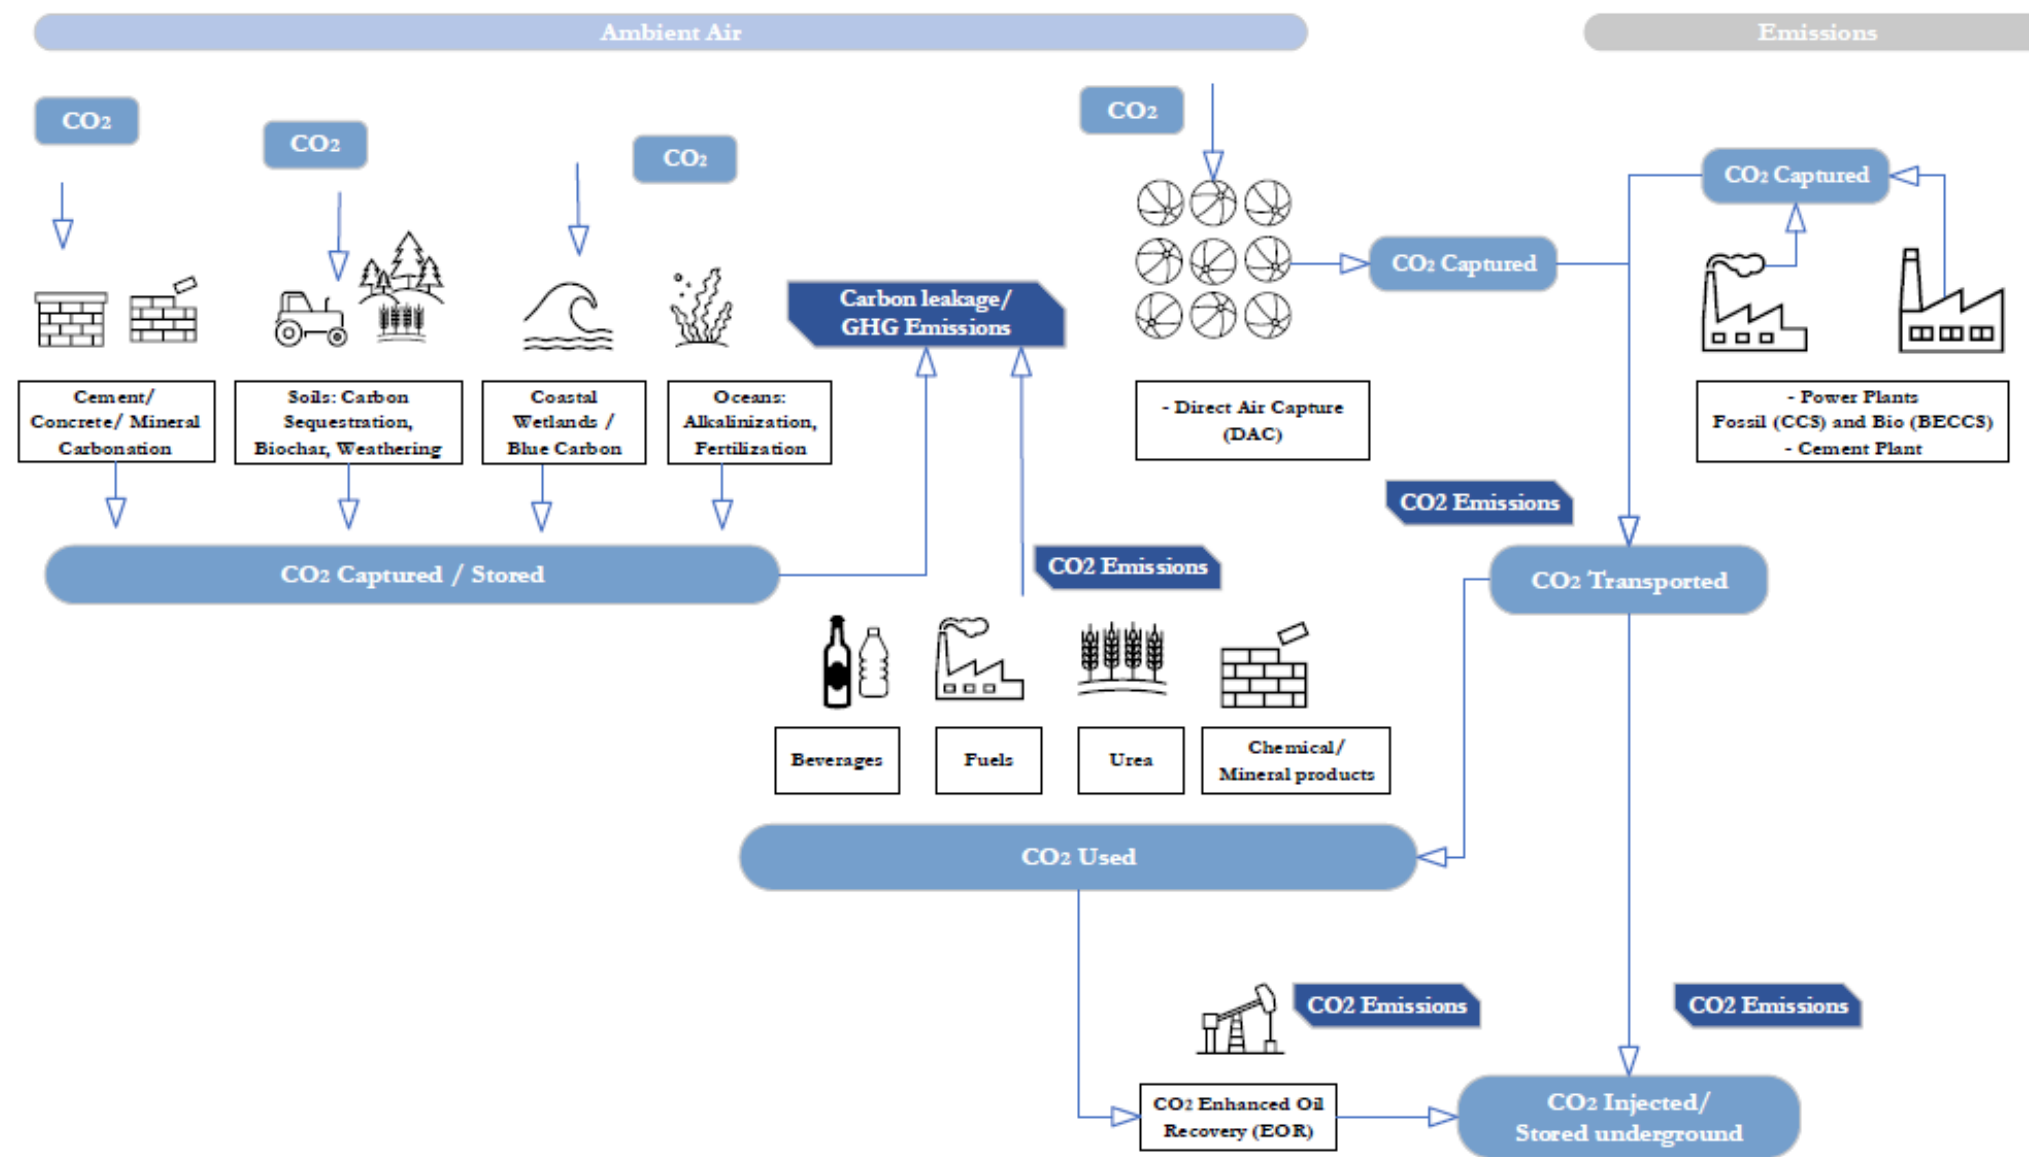 Ambient Air
Emissions
CO2
CO2
CO2
CO2
CO2 Captured
CO2 Captured
Carbon leakage/
GHG Emissions
Cement/
Concrete/ Mineral
Carbonation
Soils: Carbon
Sequestration,
Biochar, Weathering
Coastal
Wetlands /
Blue Carbon
Oceans:
Alkalinization,
Fertilization
- Direct Air Capture
(DAC)
- Power Plants
Fossil (CCS) and Bio (BECCS)
- Cement Plant
CO2 Emissions
CO2 Captured / Stored
CO2 Emissions
CO2 Transported
Beverages
Fuels
Urea
Chemical/
Mineral products
CO2 Used
CO2 Emissions
CO2 Emissions
CO2 Enhanced Oil
Recovery (EOR)
CO2 Injected/
Stored underground